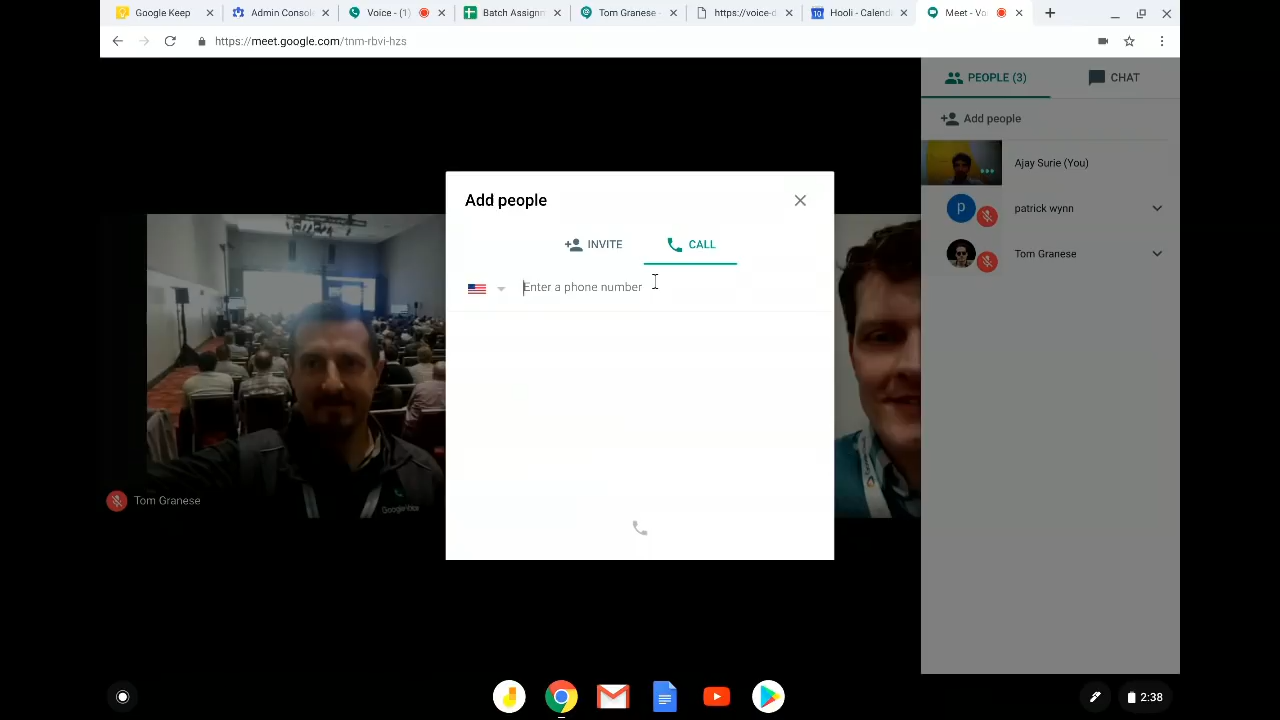 Google Keep
Admin Consol
Voice - (1)
Batch Assignm
Tom Granese -
https://voice-d
10
Hooli - Calend
Meet - Vo
https://meet.google.com/tnm-rbvi-hzs
PEOPLE (3)
CHAT
Add people
Ajay Surie (You)
p
patrick wynn
Tom Granese
Add people
INVITE
CALL
Enter a phone number
Tom Granese
2:38